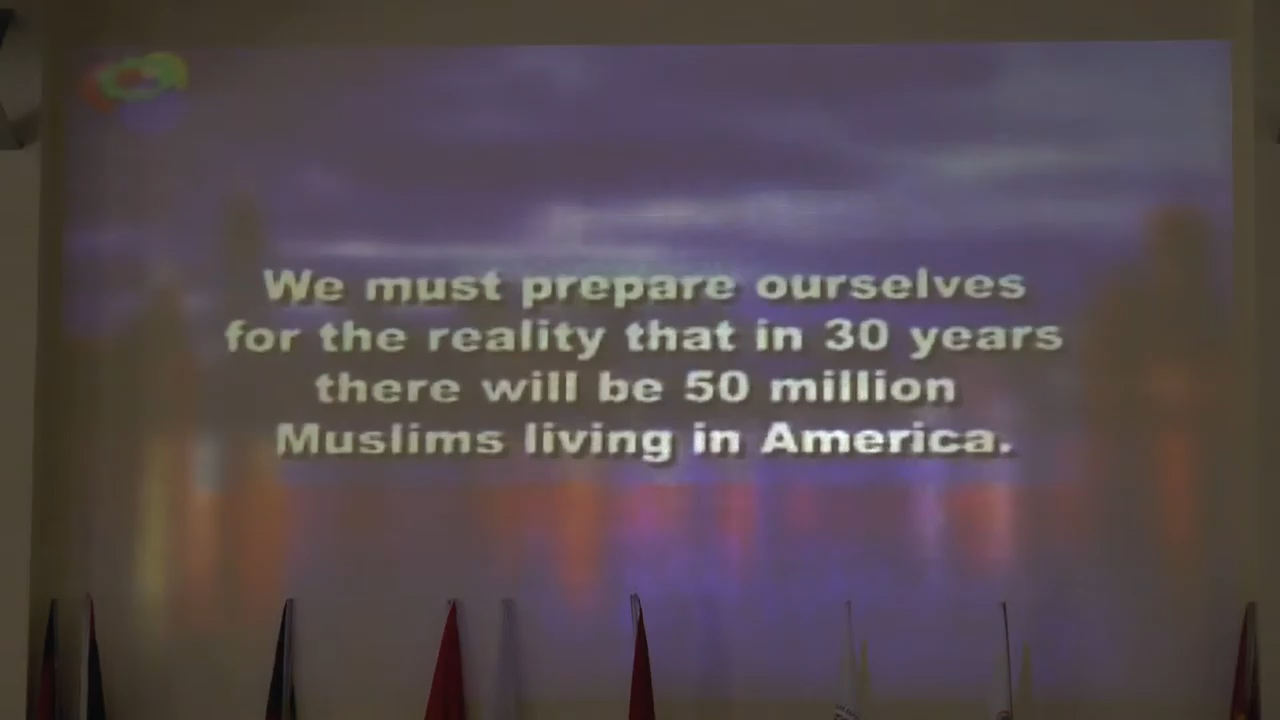 We must prepare ourselves
for the reality that in 30 years
there will be 50 million
Muslims living in America.